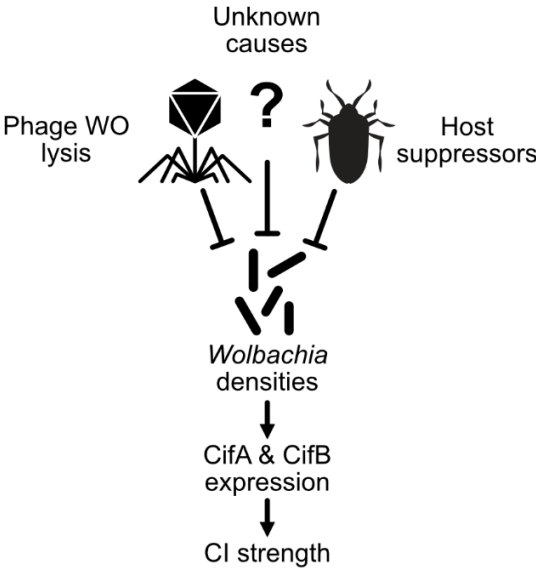 Unknown
causes
?
Phage WO
lysis
Host
suppressors
Wolbachia
densities
CifA & CifB
expression
CI strength